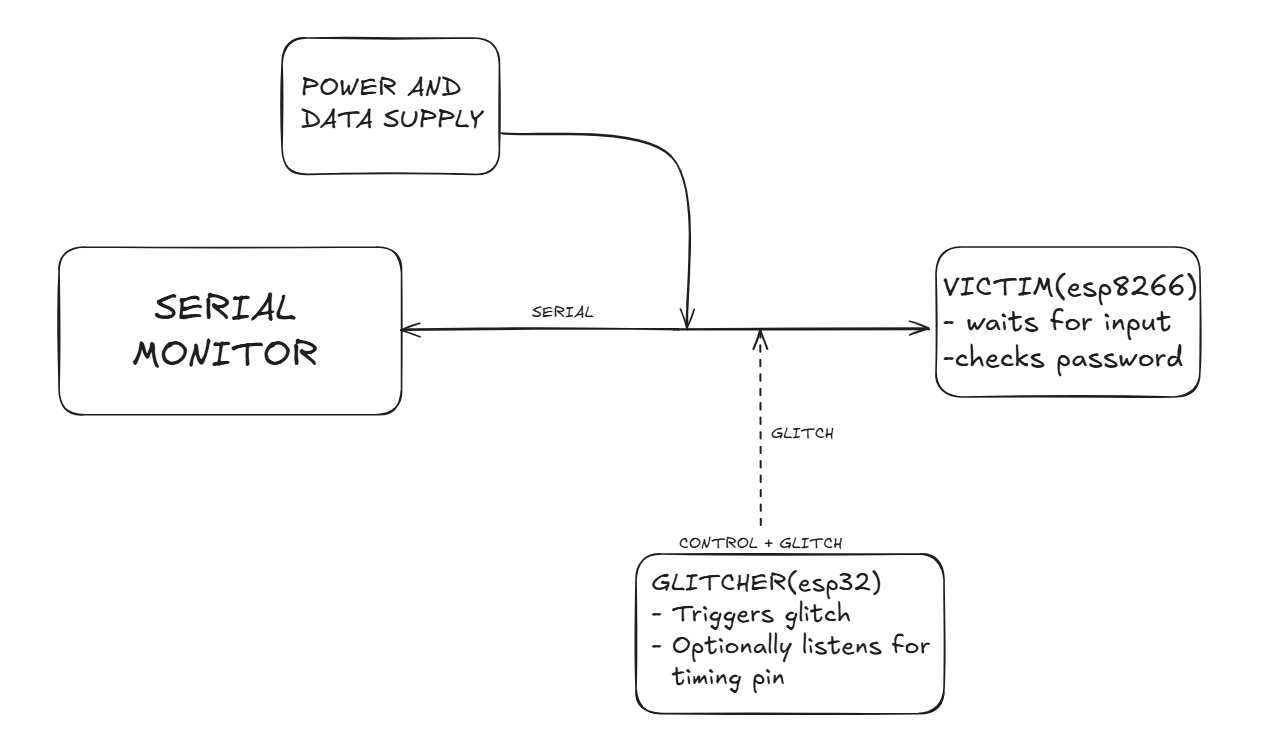 POWER AND
DATA SUPPLY
SERIAL
MONITOR
SERIAL
VICTIM(esp8266)
- waits for input
-checks password
GLITCH
CONTROL + GLITCH
GLITCHER(esp32)
- Triggers glitch
- Optionally listens for
timing pin